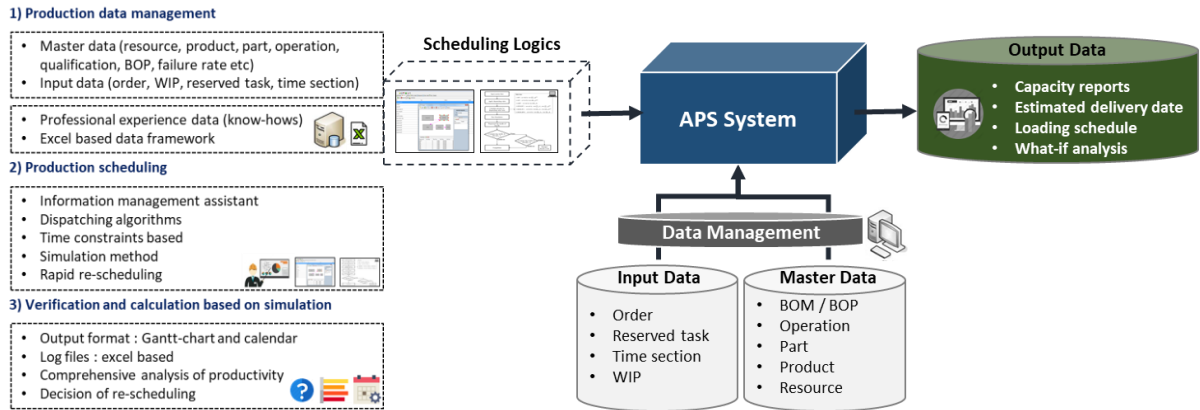 1) Production data management
• Master data (resource, product, part, operation,
qualification, BOP, failure rate etc)
• Input data (order, WIP, reserved task, time section)
• Professional experience data (know-hows)
• Excel based data framework
2) Production scheduling
• Information management assistant
• Dispatching algorithms
• Time constraints based
• Simulation method
• Rapid re-scheduling
3) Verification and calculation based on simulation
• Output format : Gantt-chart and calendar
• Log files : excel based
• Comprehensive analysis of productivity
• Decision of re-scheduling
Scheduling Logics
APS System
Output Data
• Capacity reports
• Estimated delivery date
• Loading schedule
• What-if analysis
Data Management
Input Data
• Order
• Reserved task
• Time section
• WIP
Master Data
• BOM / BOP
• Operation
• Part
• Product
• Resource